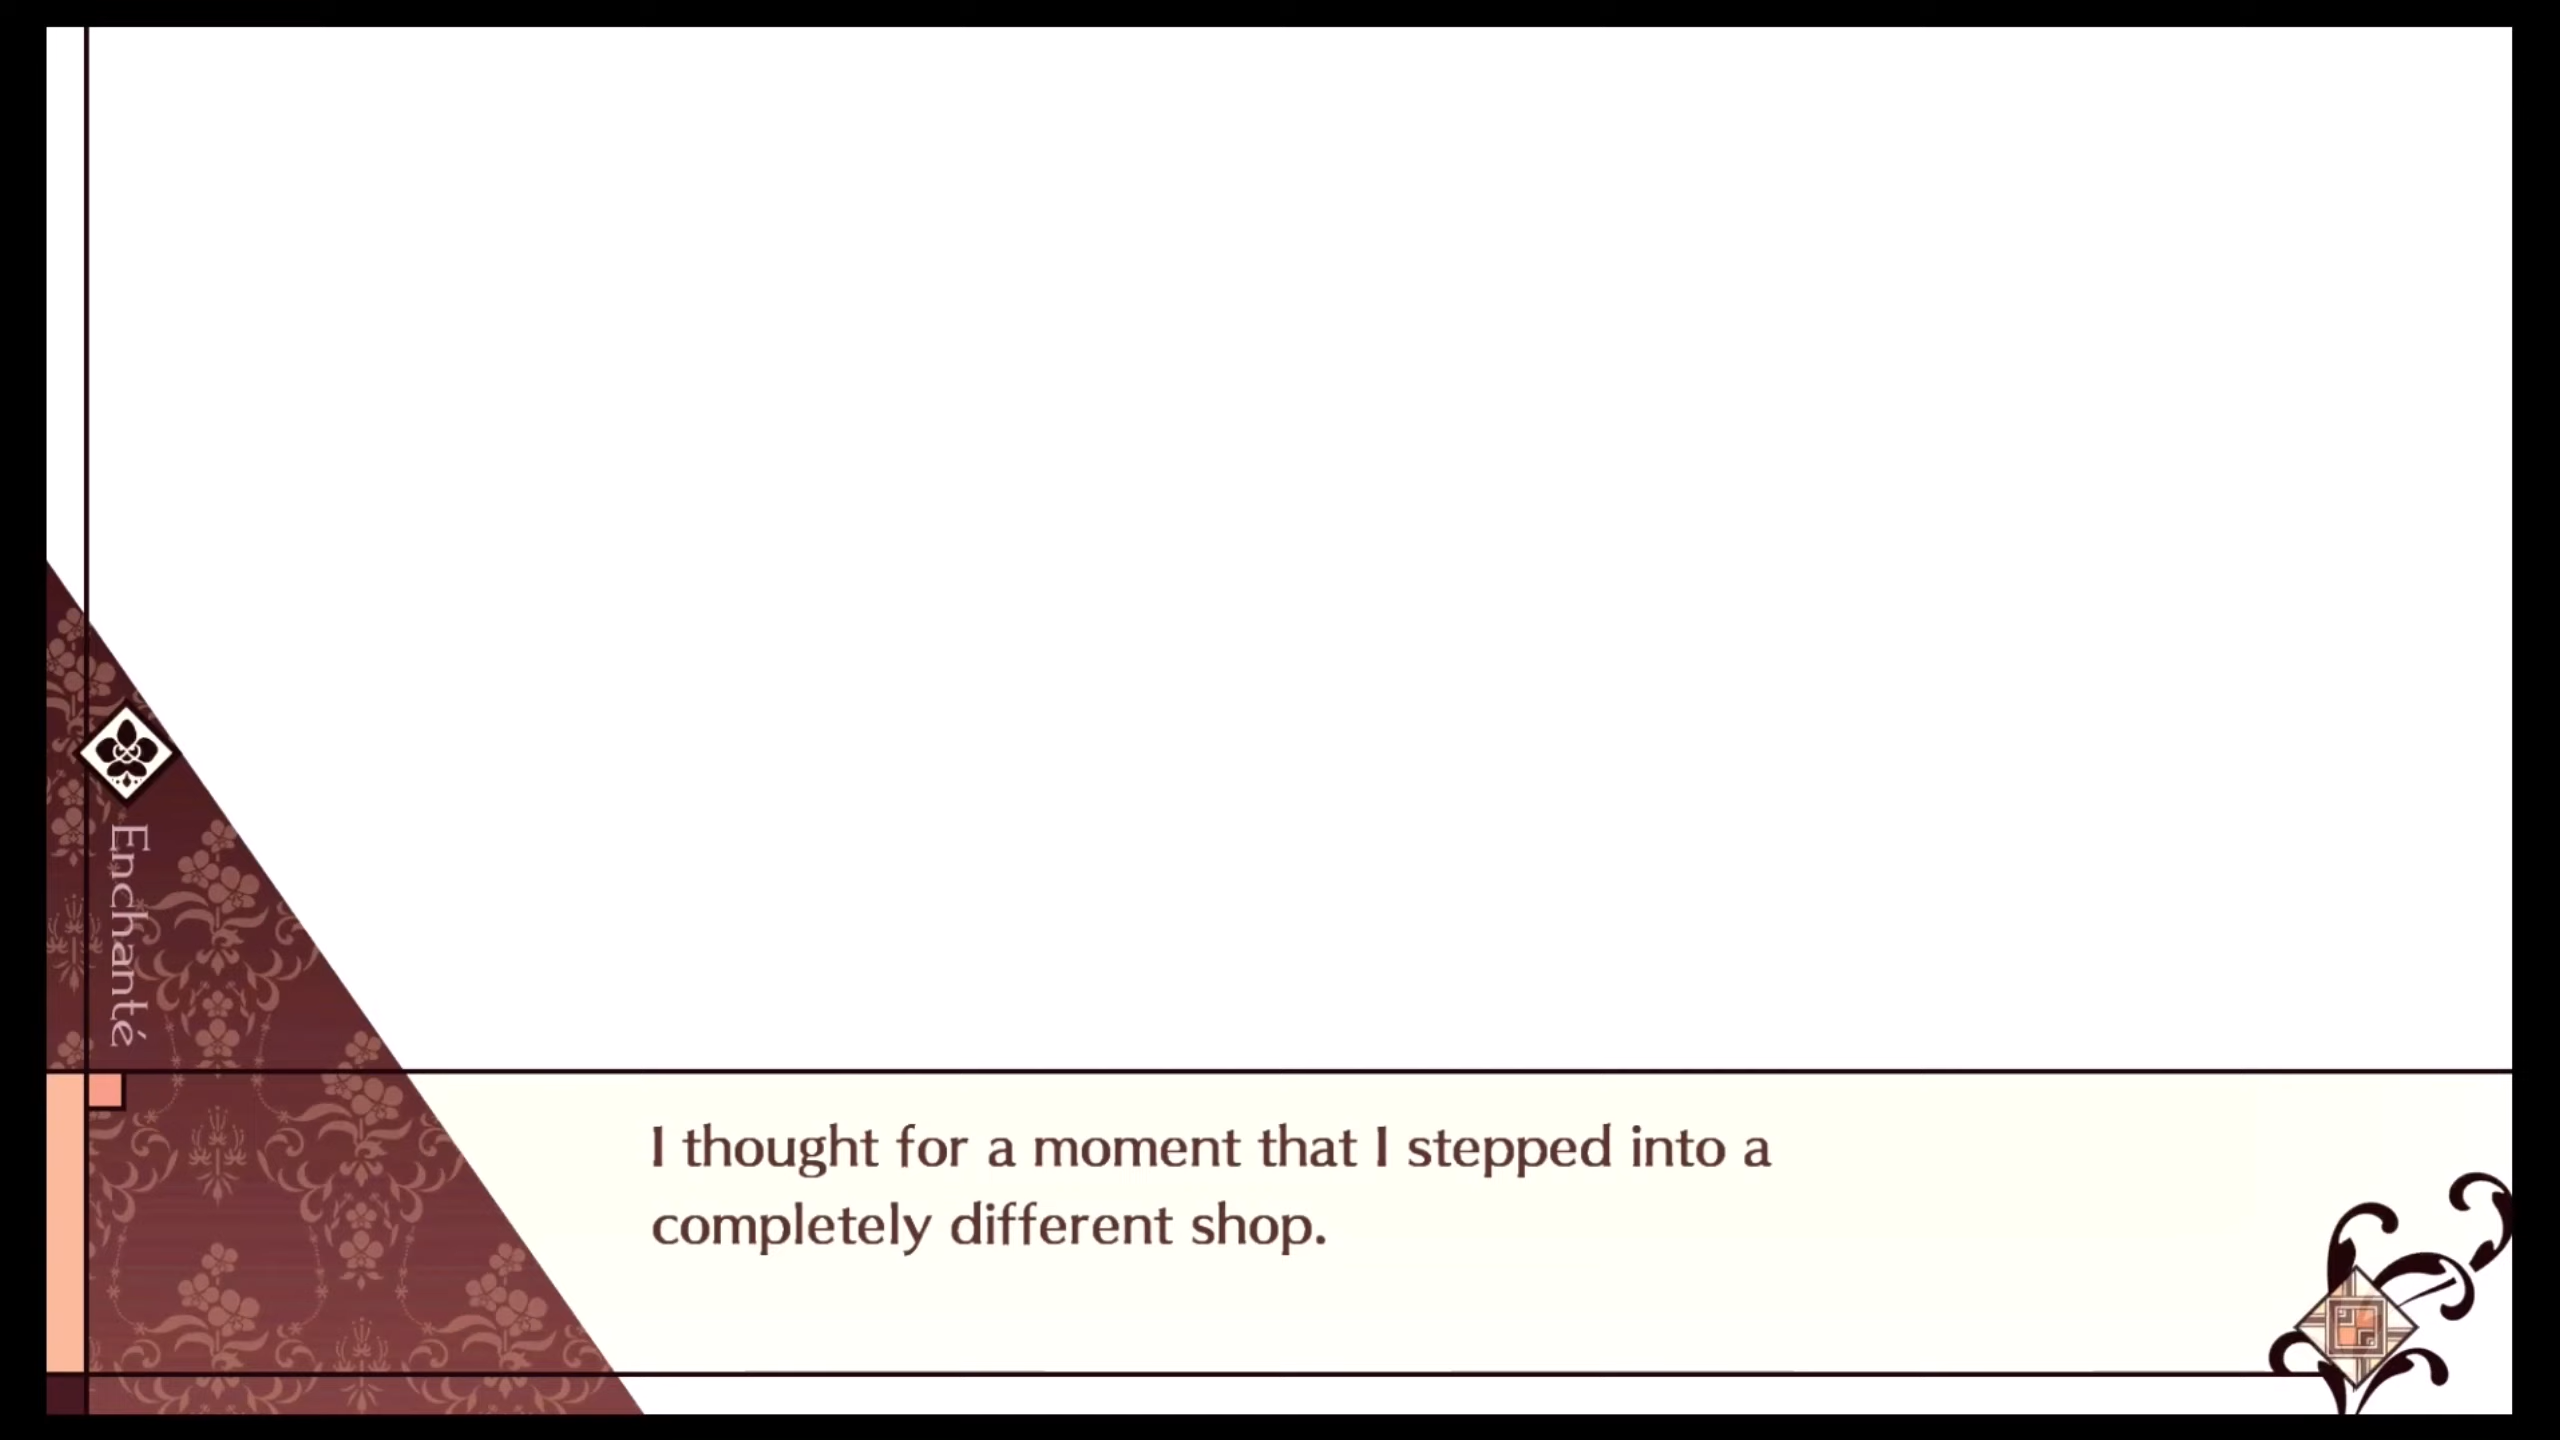 Enchanté
I thought for a moment that I stepped into a
completely different shop.